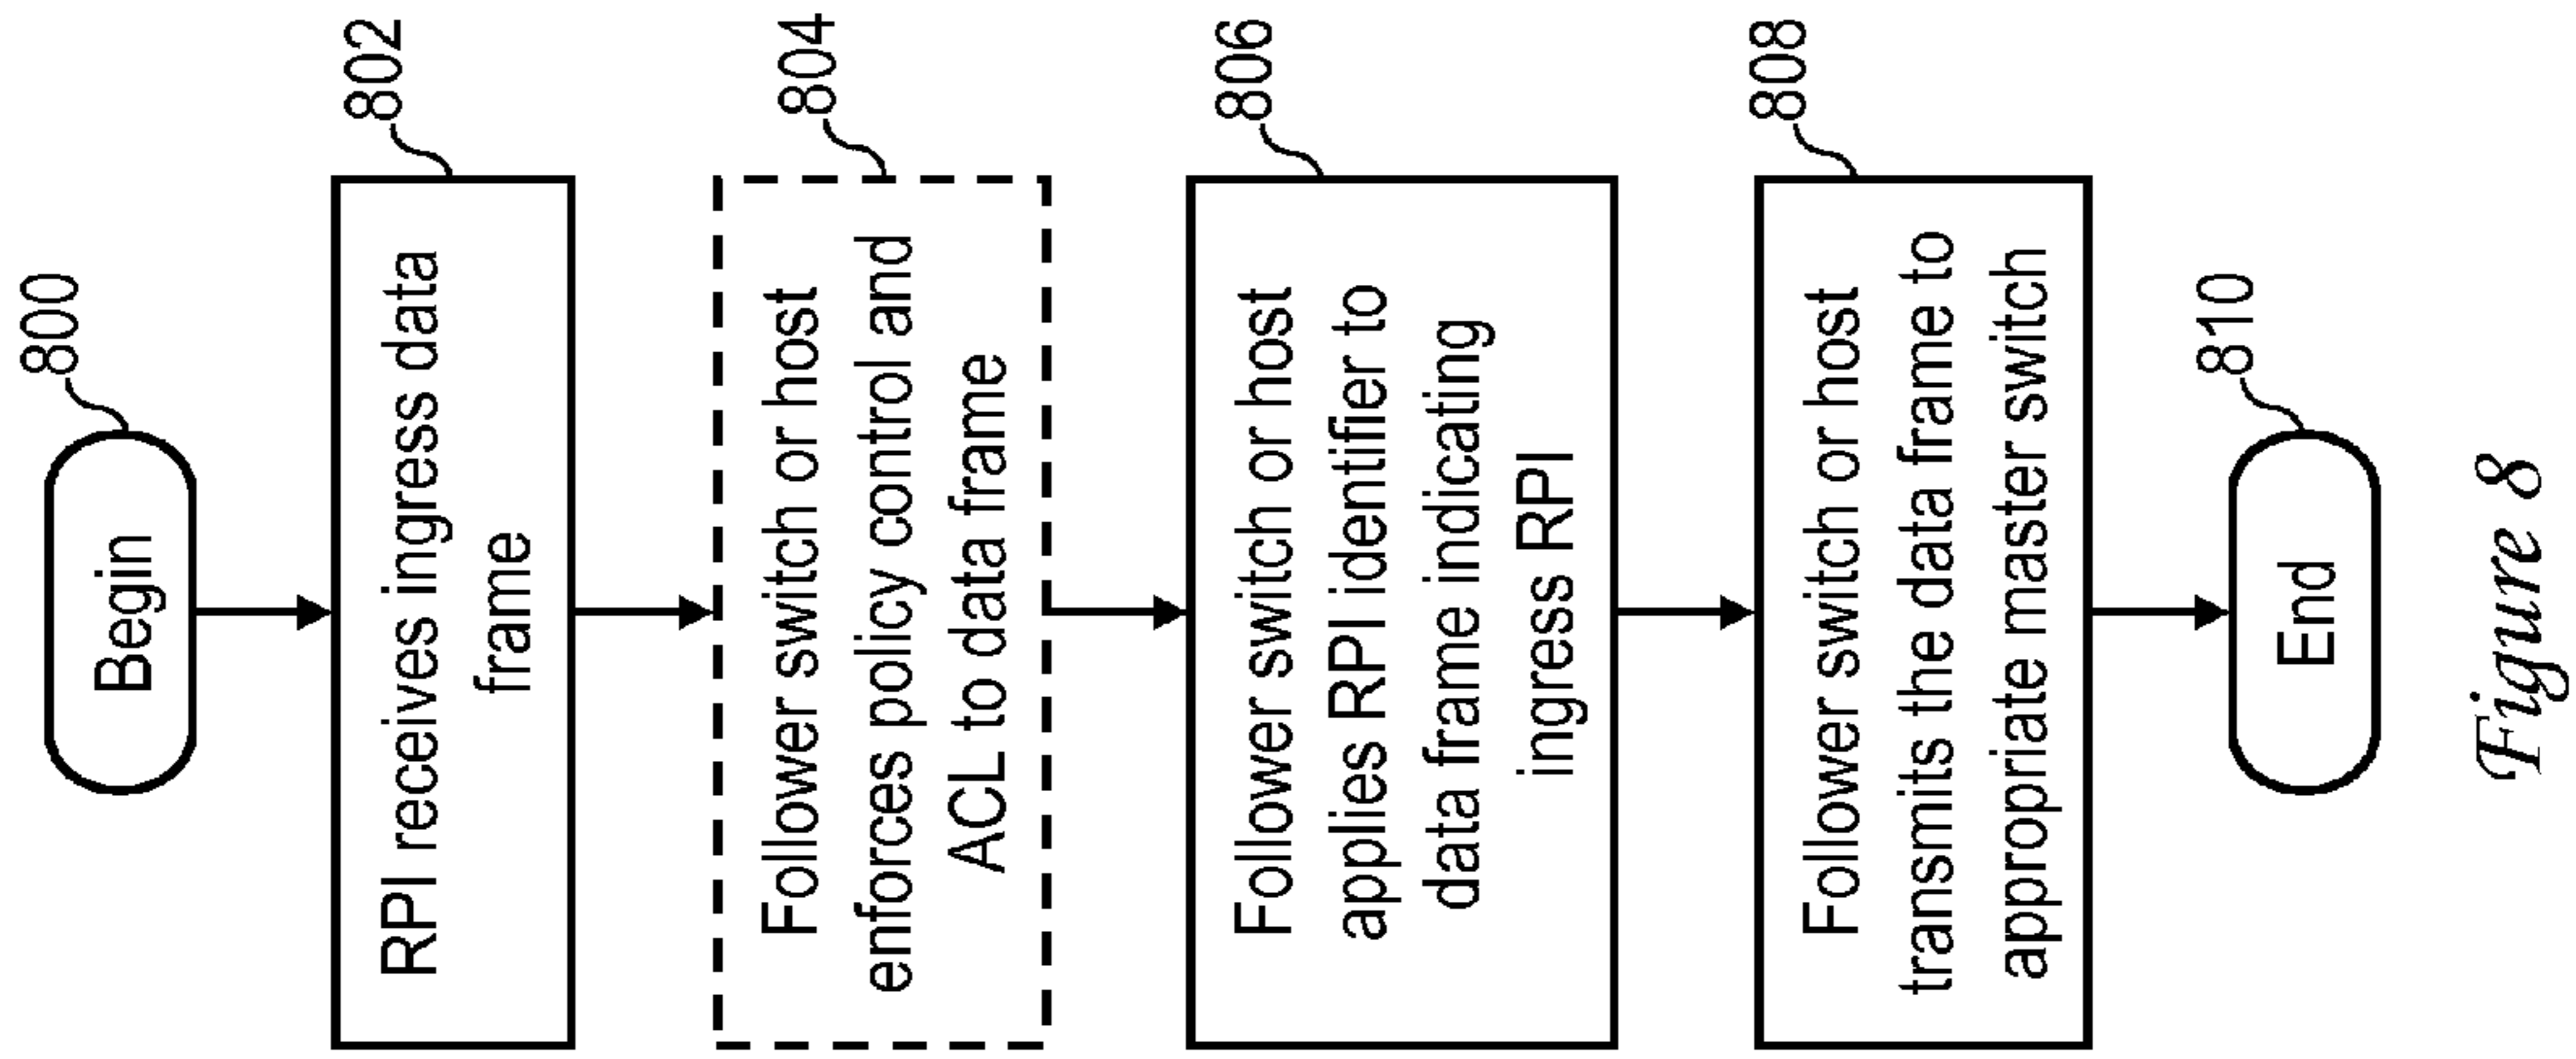 800
Begin
802
RPI receives ingress data
frame
804
Follower switch or host
enforces policy control and
ACL to data frame
806
Follower switch or host
applies RPI identifier to
data frame indicating
ingress RPI
808
Follower switch or host
transmits the data frame to
appropriate master switch
810
End
Figure 8